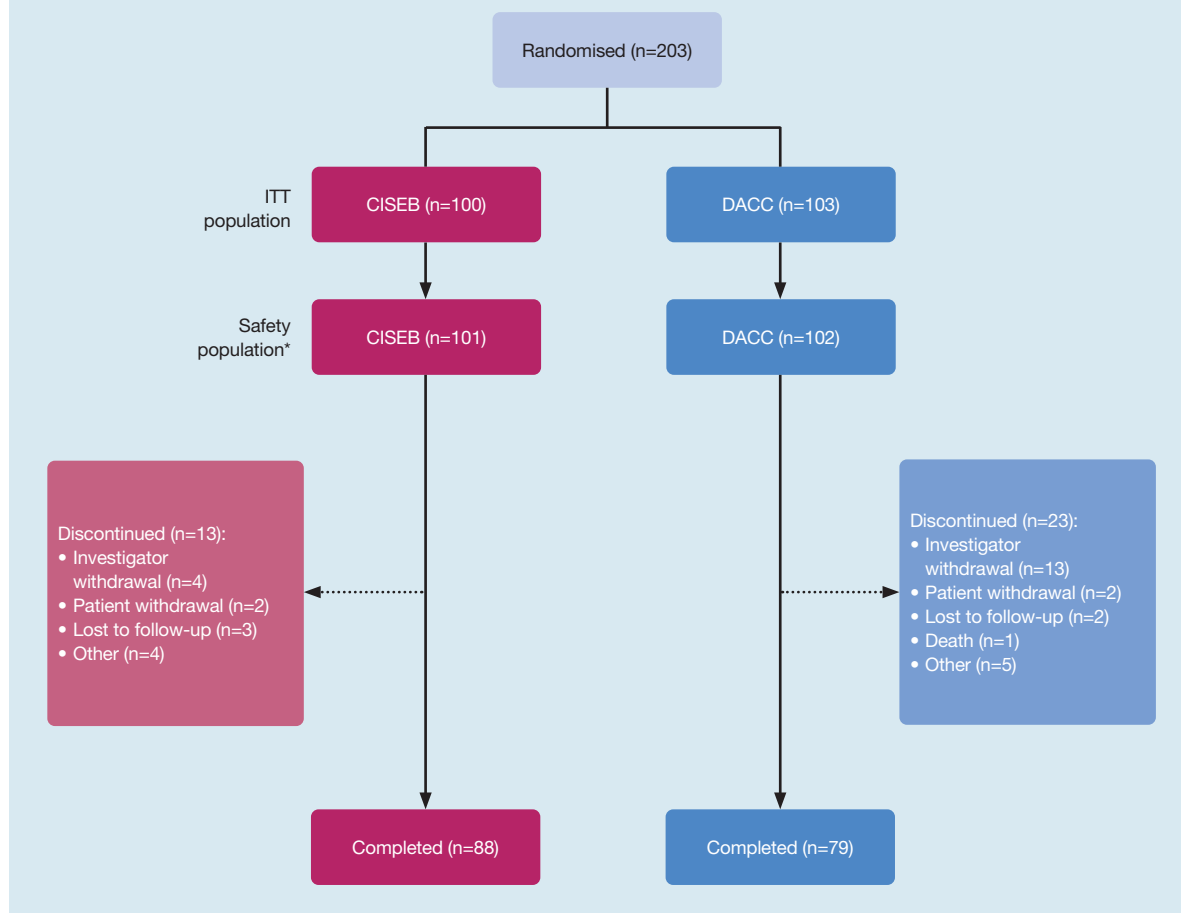 Randomised (n=203)
ITT
population
CISEB (n=100)
DACC (n=103)
Safety
population*
CISEB (n=101)
DACC (n=102)
Discontinued (n=13):
• Investigator
withdrawal (n=4)
• Patient withdrawal (n=2)
• Lost to follow-up (n=3)
• Other (n=4)
Discontinued (n=23):
• Investigator
withdrawal (n=13)
• Patient withdrawal (n=2)
• Lost to follow-up (n=2)
• Death (n=1)
• Other (n=5)
Completed (n=88)
Completed (n=79)